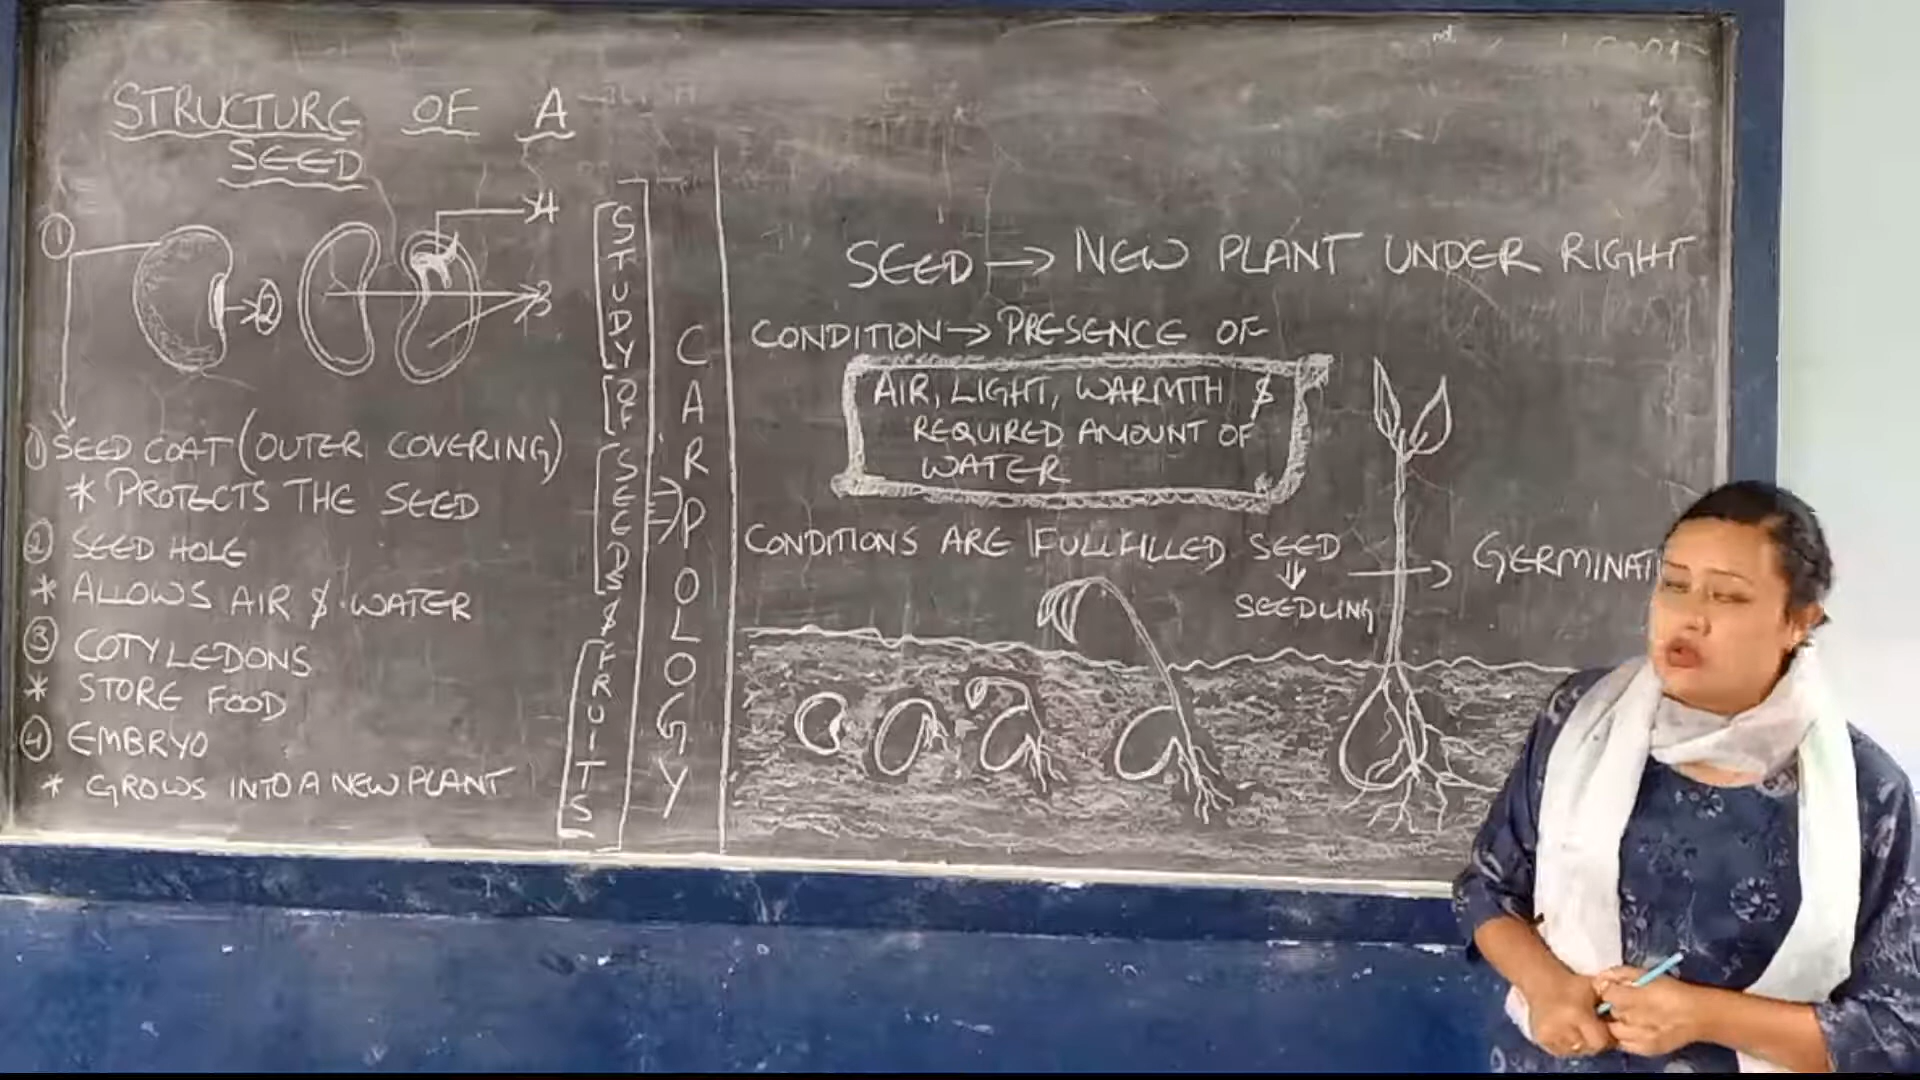 STRUCTURE OF A
SEED
1
2
3
4
① SEED COAT (OUTER COVERING)
* PROTECTS THE SEED
② SEED HOLE
* ALLOWS AIR & WATER
③ COTYLEDONS
* STORE FOOD
④ EMBRYO
* GROWS INTO A NEW PLANT
STUDY OF SEEDS & FRUITS
CARPOLOGY
SEED → NEW PLANT UNDER RIGHT
CONDITION → PRESENCE OF
AIR, LIGHT, WARMTH &
REQUIRED AMOUNT OF
WATER
CONDITIONS ARE FULLFILLED SEED
⇓
SEEDLING
→ GERMINATI